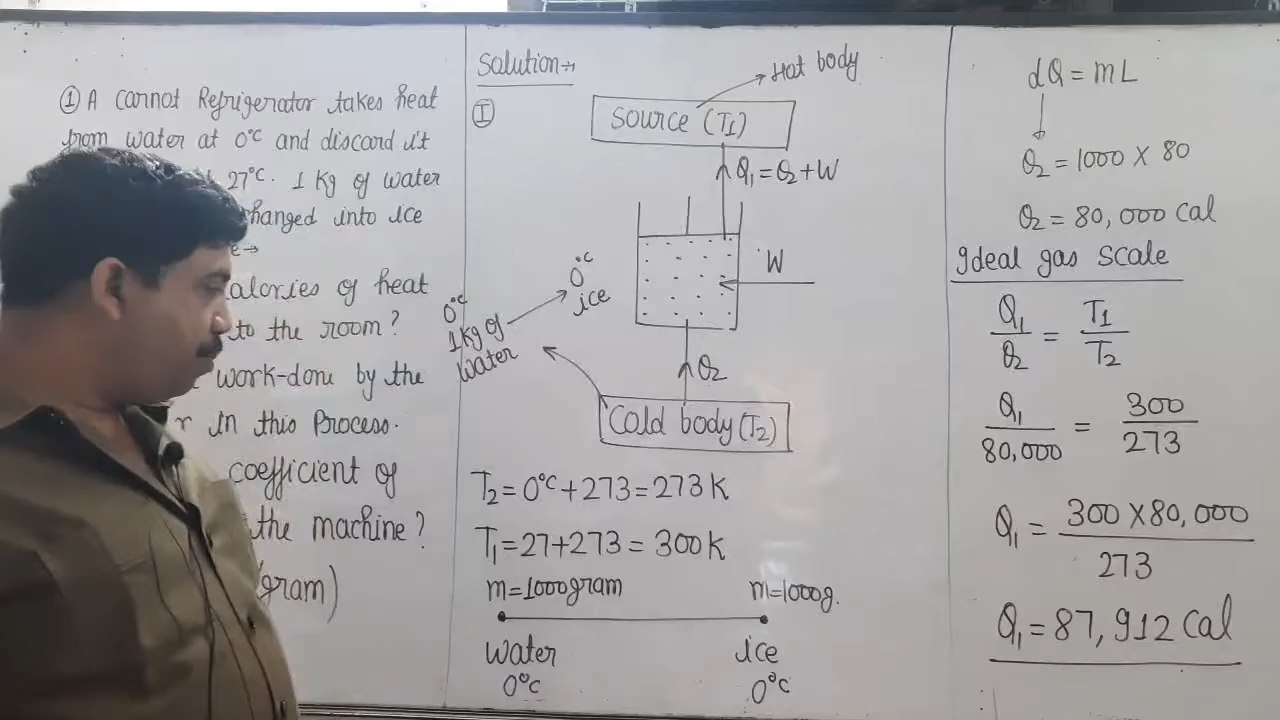 ① A Carnot Refrigerator takes heat
from water at 0°C and discard it
27°C. 1 Kg of water
changed into ice
e→
calories of heat
to the room?
work-done by the
r in this Process.
coefficient of
the machine?
gram)
Solution→
Ⓘ
Hot body
Source (T1)
Q1 = Q2 + W
W
0°C
ice
0°C
1kg of
water
Q2
Cold body (T2)
T2 = 0°C + 273 = 273 K
T1 = 27 + 273 = 300 K
m = 1000 gram m = 1000g.
water ice
0°C 0°C
dQ = mL
Q2 = 1000 × 80
Q2 = 80,000 Cal
Ideal gas scale
Q1/Q2 = T1/T2
Q1/80,000 = 300/273
Q1 = 300 × 80,000/273
Q1 = 87,912 Cal